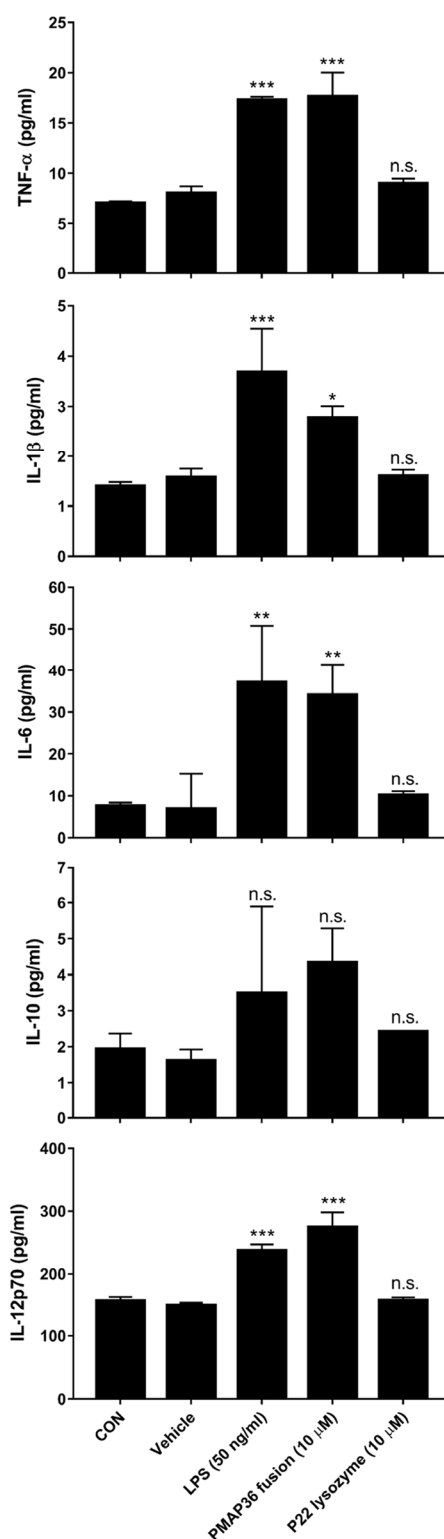 TNF-α (pg/ml)
25
20
15
10
5
0
***
***
n.s.
IL-1β (pg/ml)
5
4
3
2
1
0
***
*
n.s.
IL-6 (pg/ml)
60
50
40
30
20
10
0
**
**
n.s.
IL-10 (pg/ml)
7
6
5
4
3
2
1
0
n.s.
n.s.
n.s.
IL-12p70 (pg/ml)
400
300
200
100
0
***
***
n.s.
CON
Vehicle
LPS (50 ng/ml)
PMAP36 fusion (10 μM)
P22 lysozyme (10 μM)